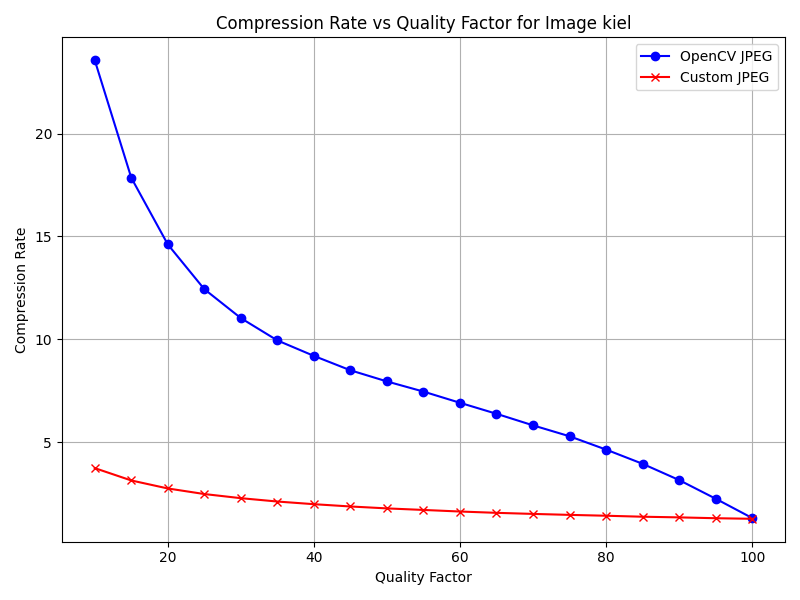 Compression Rate vs Quality Factor for Image kiel
OpenCV JPEG
Custom JPEG
20
15
10
5
Compression Rate
20 40 60 80 100
Quality Factor